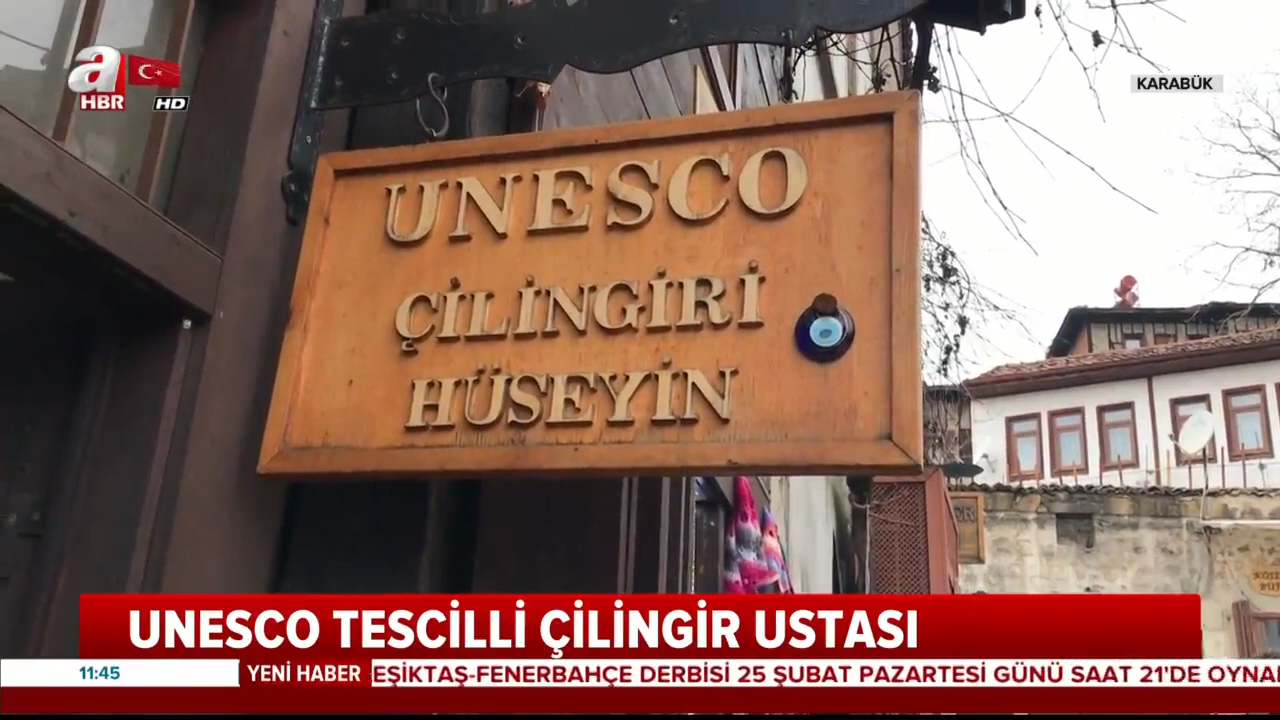 a
HBR
HD
KARABÜK
UNESCO
ÇİLİNGİRİ
HÜSEYİN
UNESCO TESCİLLİ ÇİLİNGİR USTASI
11:45
YENİ HABER
EŞİKTAŞ-FENERBAHÇE DERBİSİ 25 ŞUBAT PAZARTESİ GÜNÜ SAAT 21'DE OYNA